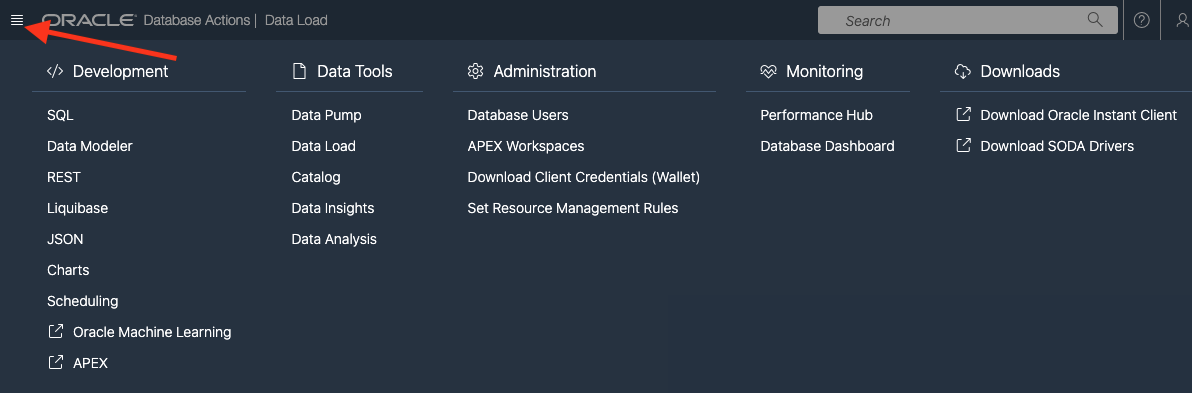 ORACLE Database Actions | Data Load
Search
Development
SQL
Data Modeler
REST
Liquibase
JSON
Charts
Scheduling
Oracle Machine Learning
APEX
Data Tools
Data Pump
Data Load
Catalog
Data Insights
Data Analysis
Administration
Database Users
APEX Workspaces
Download Client Credentials (Wallet)
Set Resource Management Rules
Monitoring
Performance Hub
Database Dashboard
Downloads
Download Oracle Instant Client
Download SODA Drivers